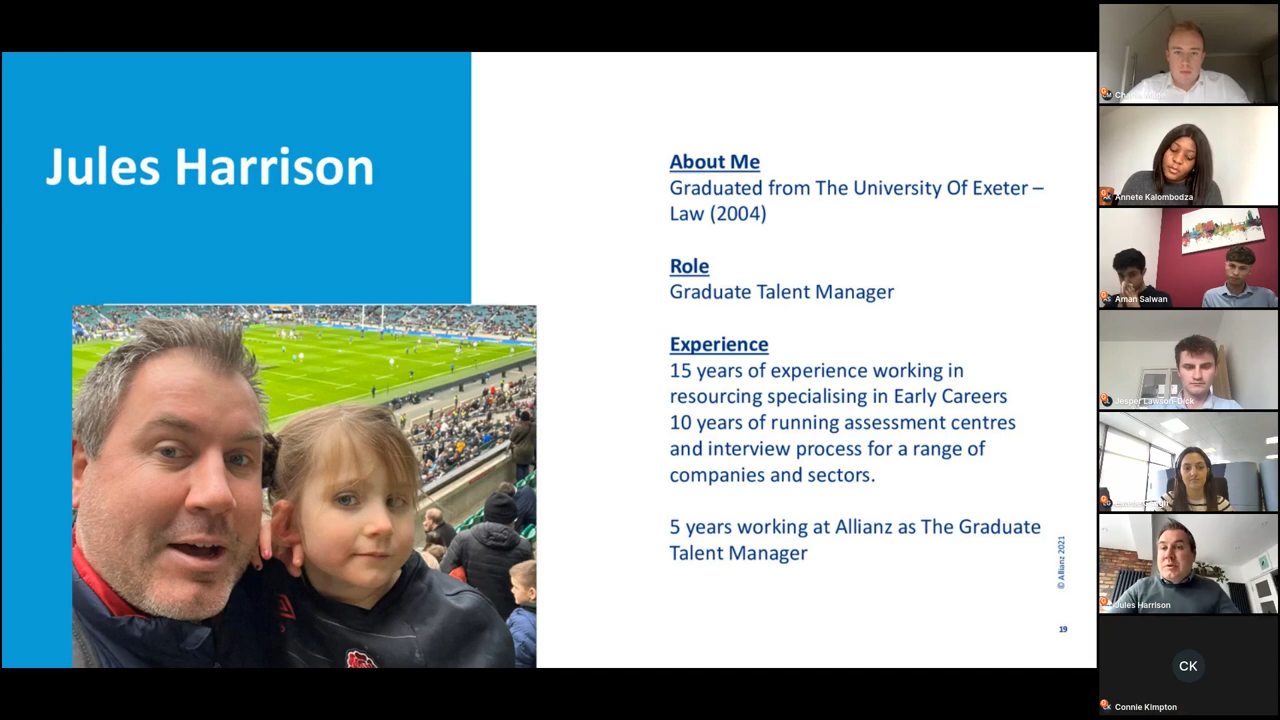 Jules Harrison
About Me
Graduated from The University Of Exeter –
Law (2004)
Role
Graduate Talent Manager
Experience
15 years of experience working in
resourcing specialising in Early Careers
10 years of running assessment centres
and interview process for a range of
companies and sectors.
5 years working at Allianz as The Graduate
Talent Manager
© Allianz 2021
19
Annete Kalombodza
Aman Salwan
Jesper Lawson-Dick
Jules Harrison
CK
Connie Kimpton